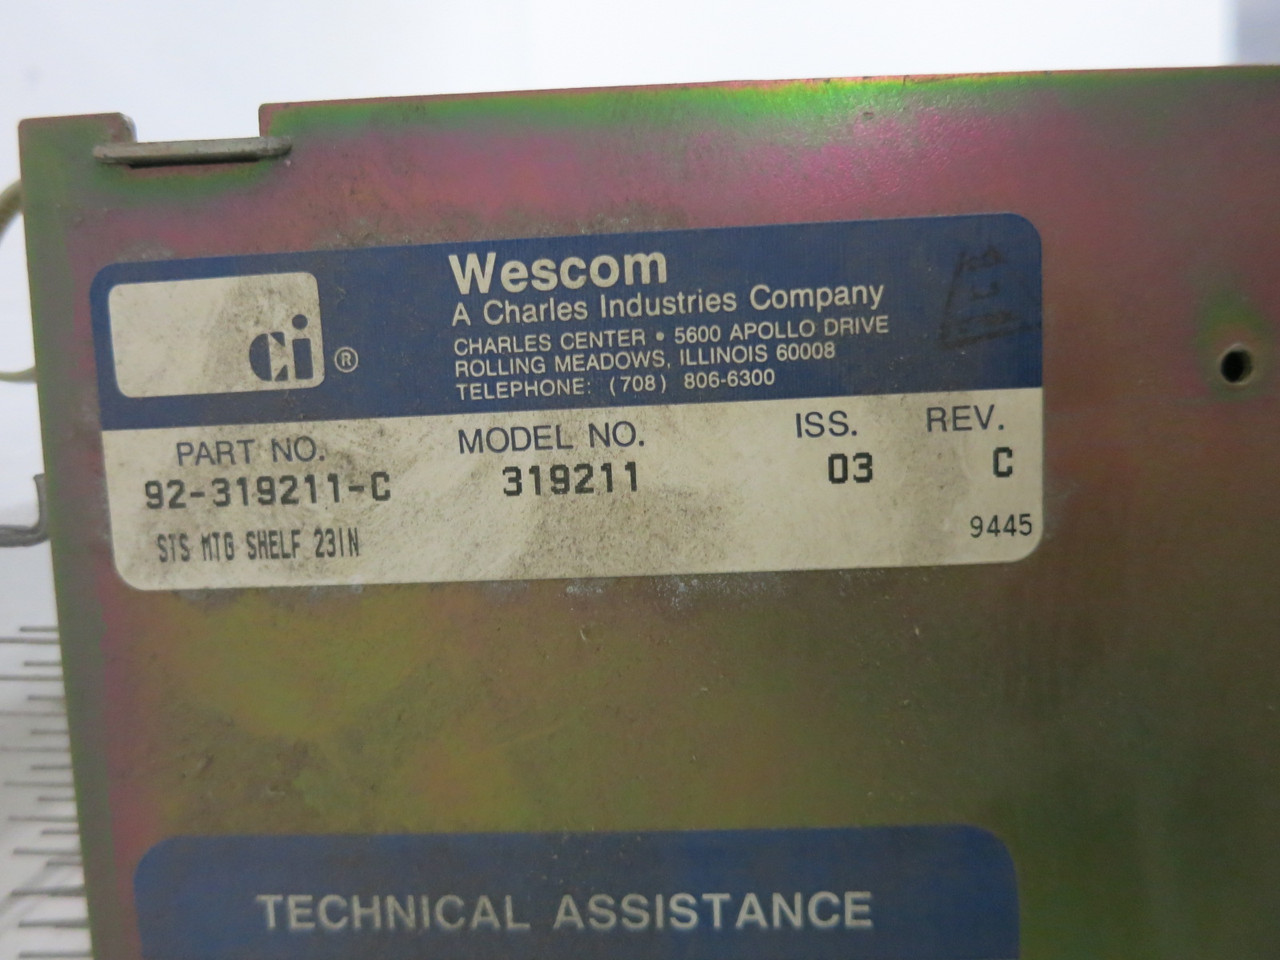 Wescom
A Charles Industries Company
CHARLES CENTER • 5600 APOLLO DRIVE
ROLLING MEADOWS, ILLINOIS 60008
TELEPHONE: (708) 806-6300
Ci ®
PART NO. MODEL NO. ISS. REV.
92-319211-C 319211 03 C
STS MTG SHELF 23IN 9445
TECHNICAL ASSISTANCE